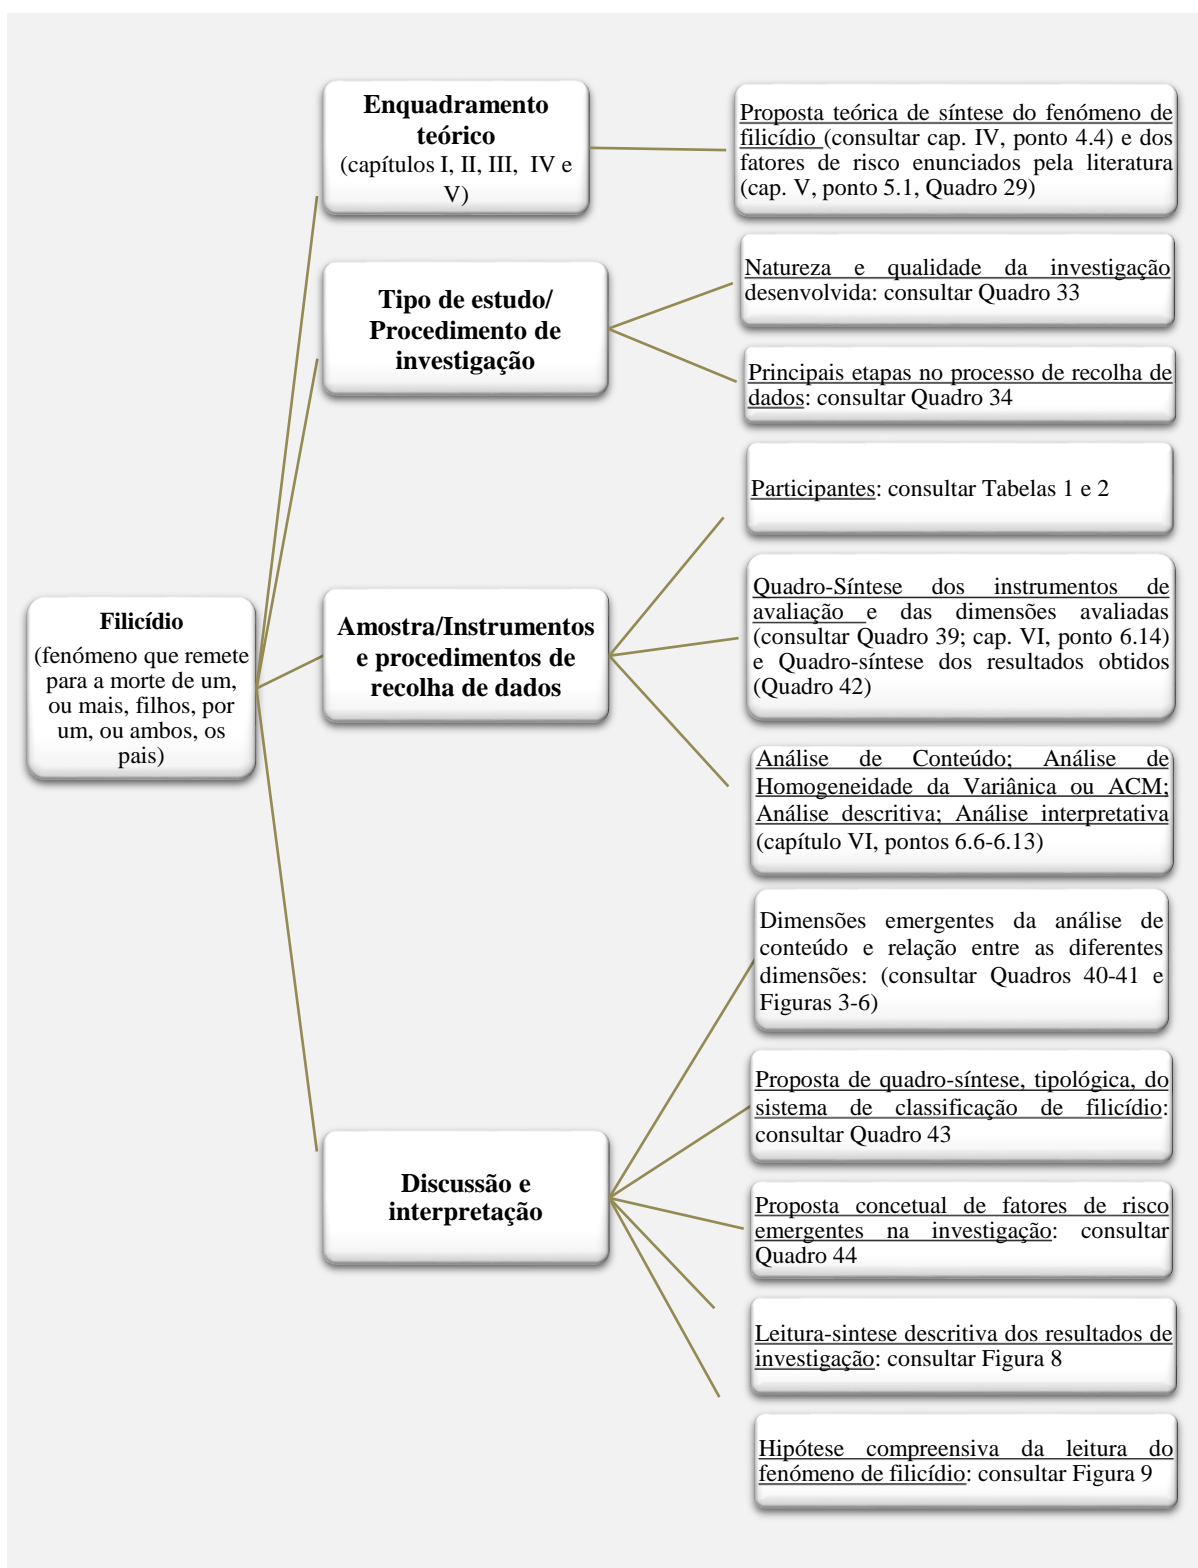 Filicídio
(fenómeno que remete
para a morte de um,
ou mais, filhos, por
um, ou ambos, os
pais)
Enquadramento
teórico
(capítulos I, II, III, IV e
V)
Proposta teórica de síntese do fenómeno de
filicídio (consultar cap. IV, ponto 4.4) e dos
fatores de risco enunciados pela literatura
(cap. V, ponto 5.1, Quadro 29)
Tipo de estudo/
Procedimento de
investigação
Natureza e qualidade da investigação
desenvolvida: consultar Quadro 33
Principais etapas no processo de recolha de
dados: consultar Quadro 34
Amostra/Instrumentos
e procedimentos de
recolha de dados
Participantes: consultar Tabelas 1 e 2
Quadro-Síntese dos instrumentos de
avaliação e das dimensões avaliadas
(consultar Quadro 39; cap. VI, ponto 6.14)
e Quadro-síntese dos resultados obtidos
(Quadro 42)
Análise de Conteúdo; Análise de
Homogeneidade da Variânica ou ACM;
Análise descritiva; Análise interpretativa
(capítulo VI, pontos 6.6-6.13)
Discussão e
interpretação
Dimensões emergentes da análise de
conteúdo e relação entre as diferentes
dimensões: (consultar Quadros 40-41 e
Figuras 3-6)
Proposta de quadro-síntese, tipológica, do
sistema de classificação de filicídio:
consultar Quadro 43
Proposta concetual de fatores de risco
emergentes na investigação: consultar
Quadro 44
Leitura-sintese descritiva dos resultados de
investigação: consultar Figura 8
Hipótese compreensiva da leitura do
fenómeno de filicídio: consultar Figura 9